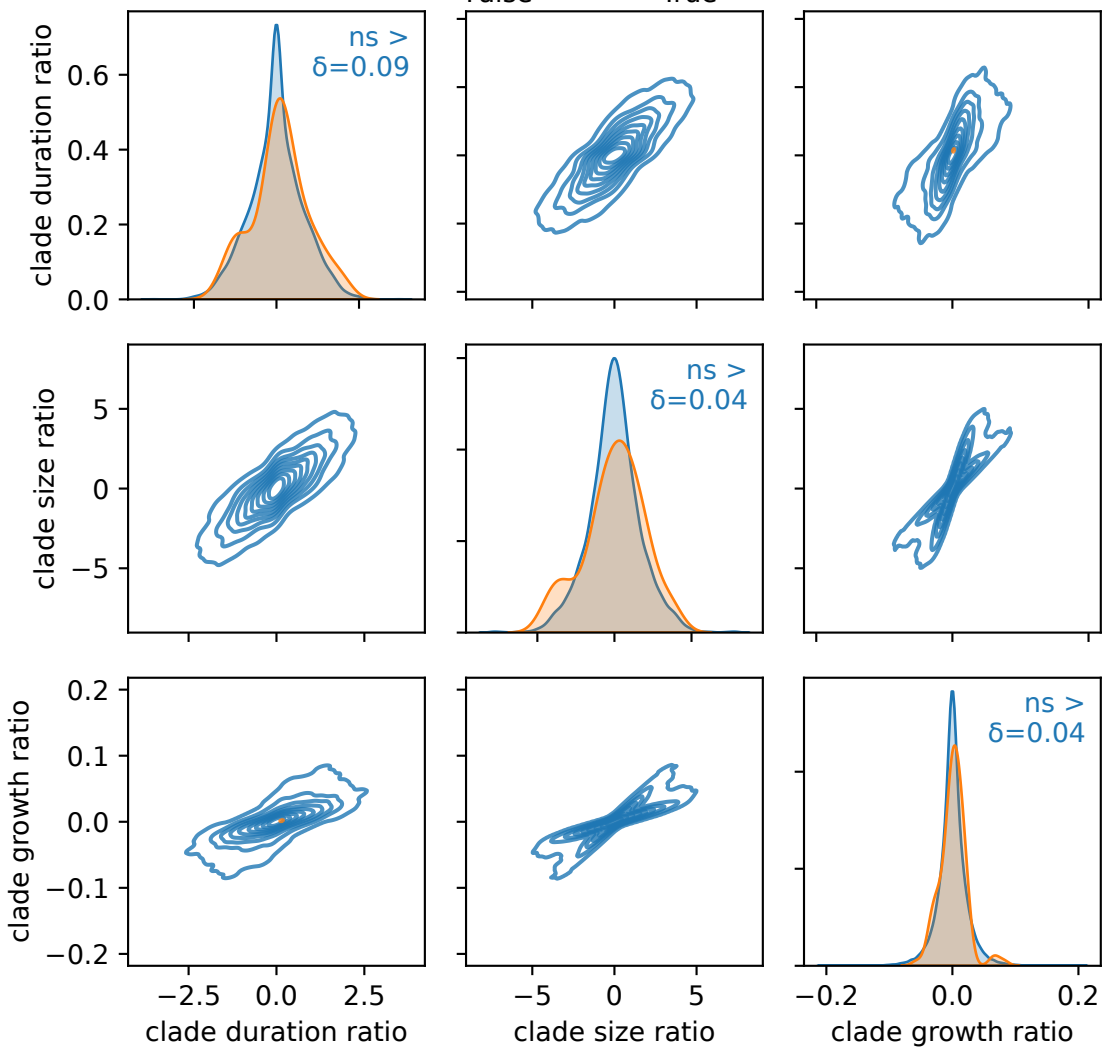 clade duration ratio
0.6
0.4
0.2
0.0
ns >
δ=0.09
clade size ratio
5
0
−5
ns >
δ=0.04
clade growth ratio
0.2
0.1
0.0
−0.1
−0.2
ns >
δ=0.04
−2.5 0.0 2.5
−5 0 5
−0.2 0.0 0.2
clade duration ratio
clade size ratio
clade growth ratio